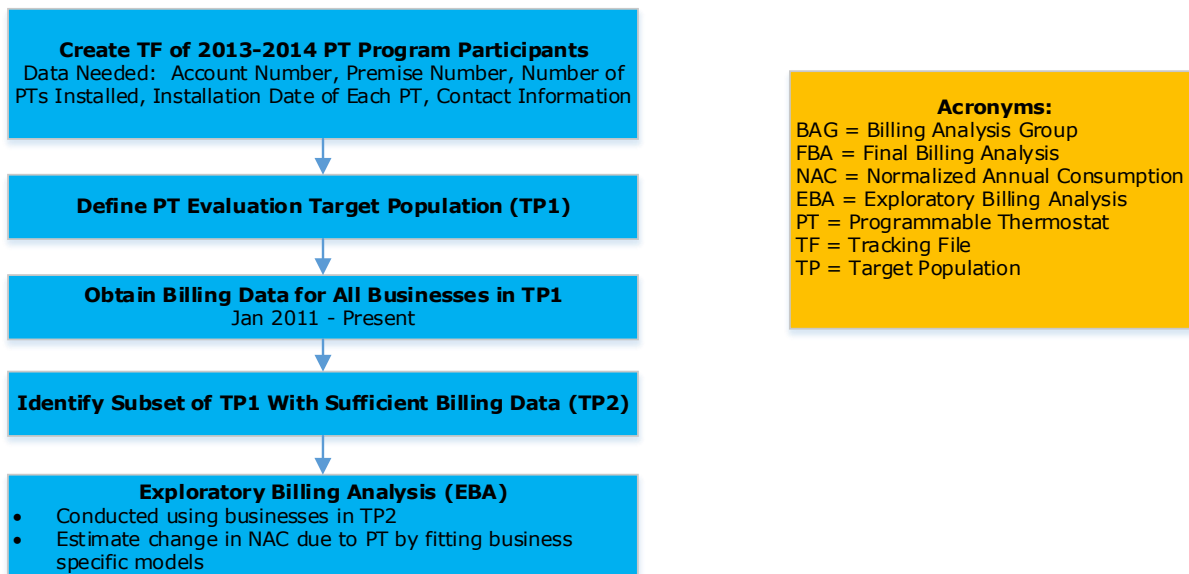 Create TF of 2013-2014 PT Program Participants
Data Needed:  Account Number, Premise Number, Number of
PTs Installed, Installation Date of Each PT, Contact Information
Define PT Evaluation Target Population (TP1)
Obtain Billing Data for All Businesses in TP1
Jan 2011 - Present
Identify Subset of TP1 With Sufficient Billing Data (TP2)
Exploratory Billing Analysis (EBA)
• Conducted using businesses in TP2
• Estimate change in NAC due to PT by fitting business
specific models
Acronyms:
BAG = Billing Analysis Group
FBA = Final Billing Analysis
NAC = Normalized Annual Consumption
EBA = Exploratory Billing Analysis
PT = Programmable Thermostat
TF = Tracking File
TP = Target Population